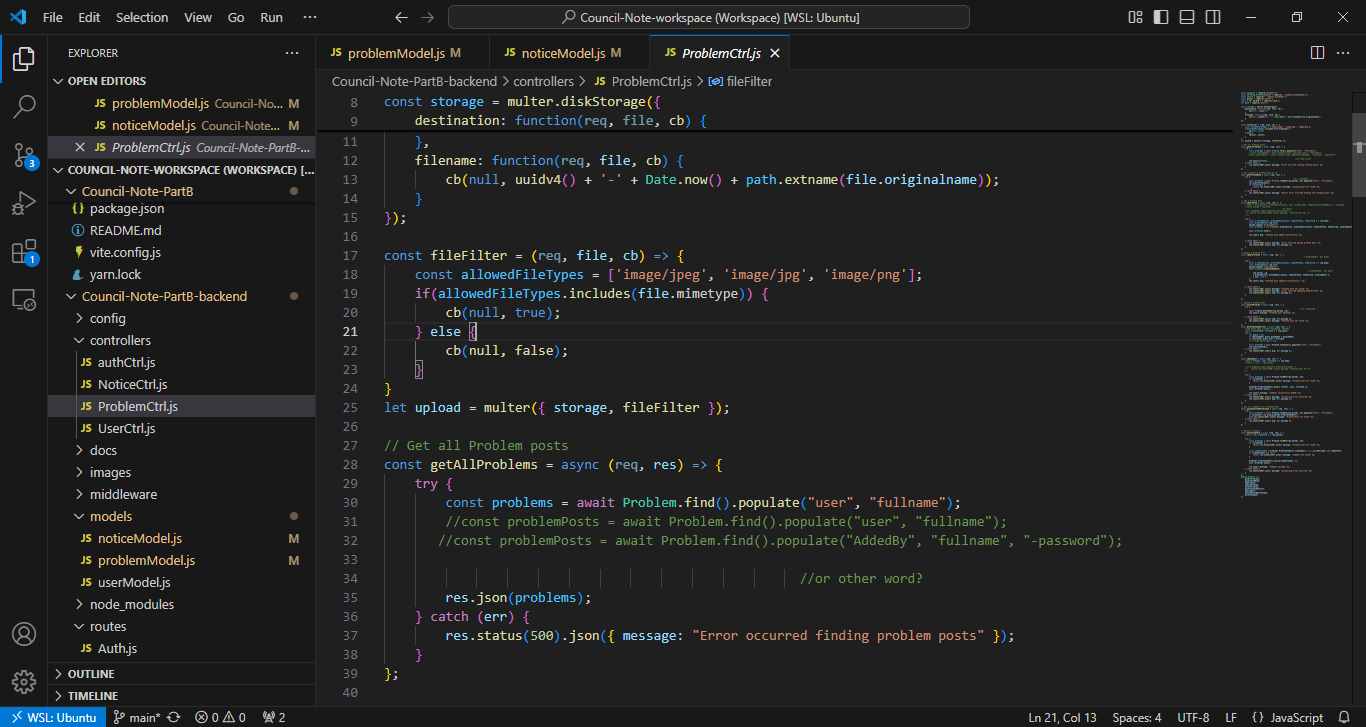 File Edit Selection View Go Run ··· Council-Note-workspace (Workspace) [WSL: Ubuntu]
EXPLORER ···
OPEN EDITORS
JS problemModel.js Council-No... M
JS noticeModel.js Council-Note... M
JS ProblemCtrl.js Council-Note-PartB-...
COUNCIL-NOTE-WORKSPACE (WORKSPACE) [...
Council-Note-PartB
{} package.json
README.md
vite.config.js
yarn.lock
Council-Note-PartB-backend
config
controllers
JS authCtrl.js
JS NoticeCtrl.js
JS ProblemCtrl.js
JS UserCtrl.js
docs
images
middleware
models
JS noticeModel.js M
JS problemModel.js M
JS userModel.js
node_modules
routes
JS Auth.js
OUTLINE
TIMELINE
3
1
JS problemModel.js M JS noticeModel.js M JS ProblemCtrl.js
Council-Note-PartB-backend > controllers > JS ProblemCtrl.js > fileFilter
8 const storage = multer.diskStorage({
9 destination: function(req, file, cb) {
11 },
12 filename: function(req, file, cb) {
13 cb(null, uuidv4() + '-' + Date.now() + path.extname(file.originalname));
14 }
15 });
16
17 const fileFilter = (req, file, cb) => {
18 const allowedFileTypes = ['image/jpeg', 'image/jpg', 'image/png'];
19 if(allowedFileTypes.includes(file.mimetype)) {
20 cb(null, true);
21 } else {
22 cb(null, false);
23 }
24 }
25 let upload = multer({ storage, fileFilter });
26
27 // Get all Problem posts
28 const getAllProblems = async (req, res) => {
29 try {
30 const problems = await Problem.find().populate("user", "fullname");
31 //const problemPosts = await Problem.find().populate("user", "fullname");
32 //const problemPosts = await Problem.find().populate("AddedBy", "fullname", "-password");
33
34 //or other word?
35 res.json(problems);
36 } catch (err) {
37 res.status(500).json({ message: "Error occurred finding problem posts" });
38 }
39 };
40
WSL: Ubuntu main* 0 0 2 Ln 21, Col 13 Spaces: 4 UTF-8 LF {} JavaScript